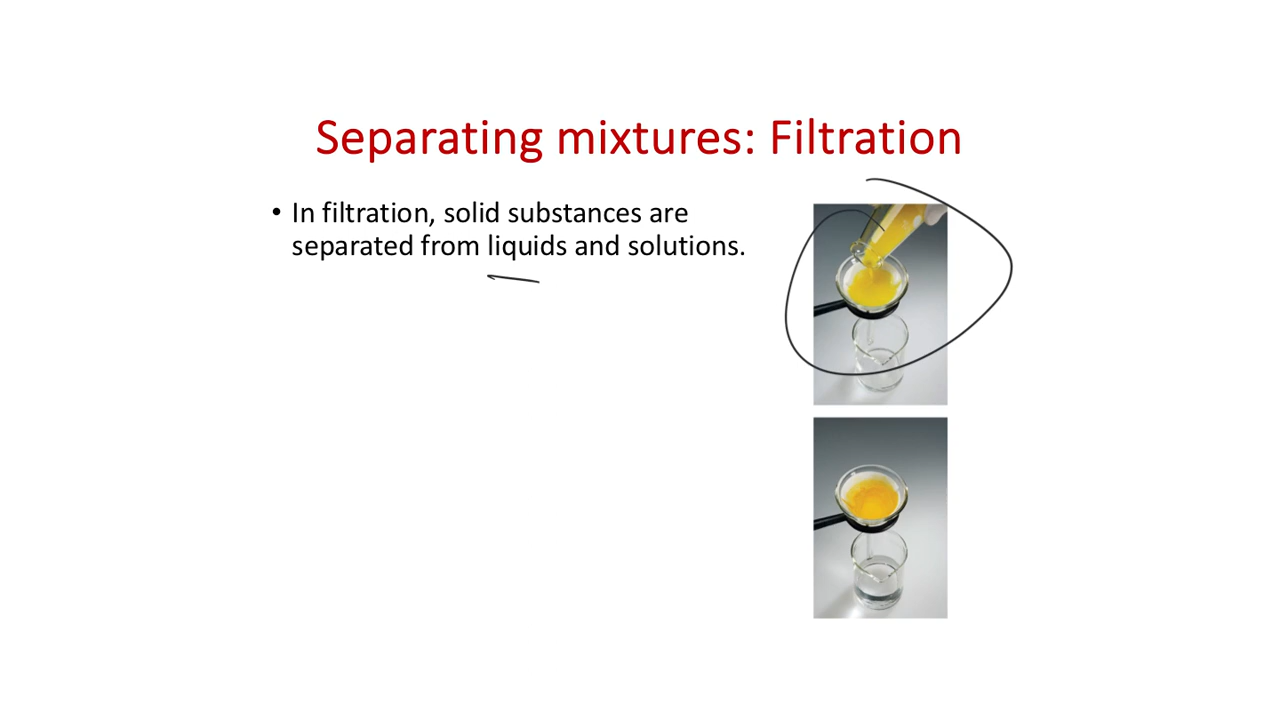 Separating mixtures: Filtration
• In filtration, solid substances are
separated from liquids and solutions.